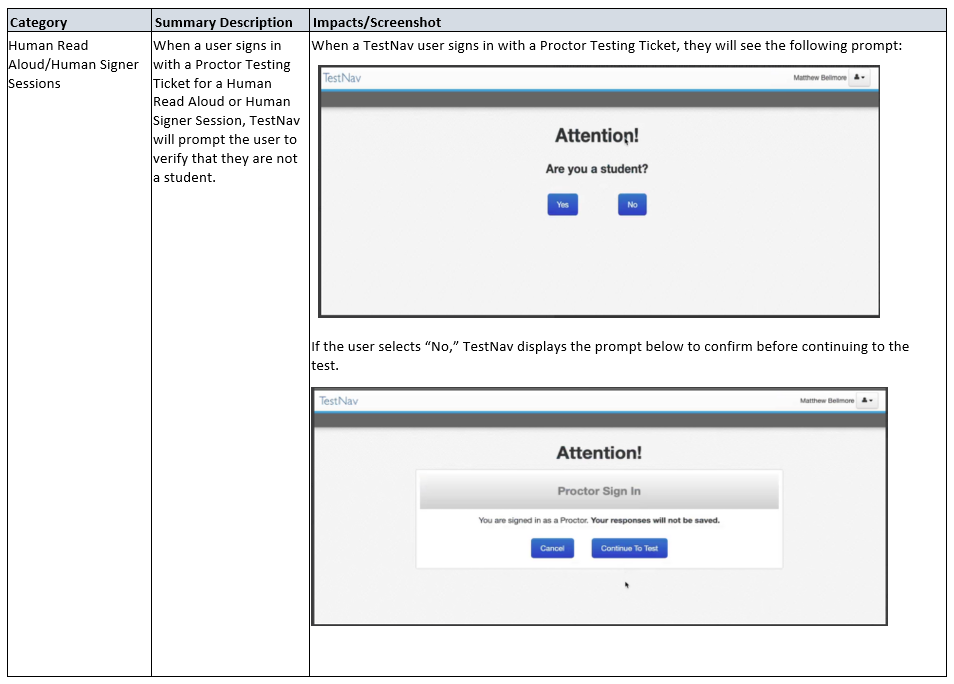 Category
Summary Description
Impacts/Screenshot
Human Read
Aloud/Human Signer
Sessions
When a user signs in
with a Proctor Testing
Ticket for a Human
Read Aloud or Human
Signer Session, TestNav
will prompt the user to
verify that they are not
a student.
When a TestNav user signs in with a Proctor Testing Ticket, they will see the following prompt:
TestNav
Matthew Bellmore
Attention!
Are you a student?
Yes
No
If the user selects “No,” TestNav displays the prompt below to confirm before continuing to the
test.
TestNav
Matthew Bellmore
Attention!
Proctor Sign In
You are signed in as a Proctor. Your responses will not be saved.
Cancel
Continue To Test